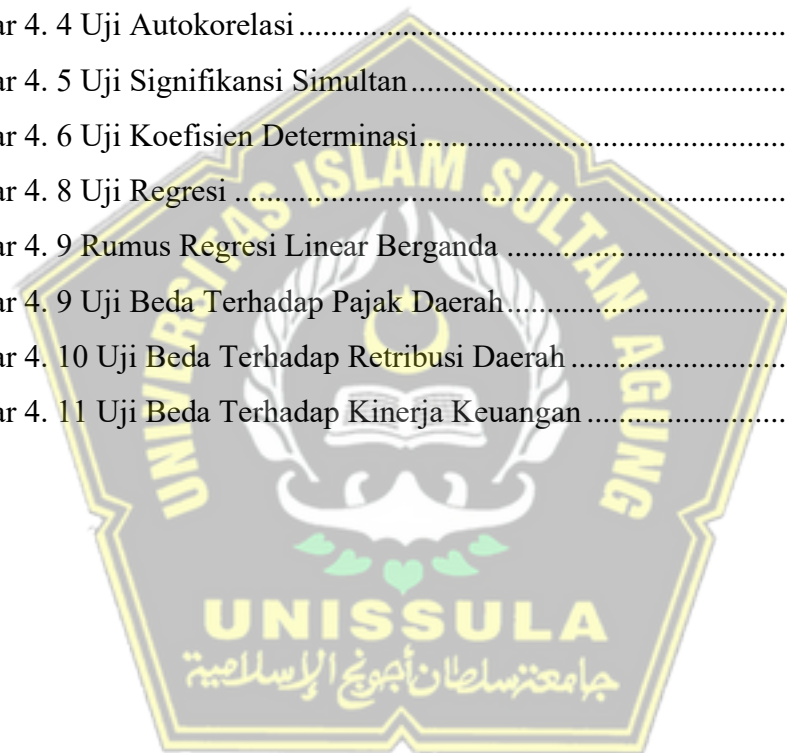 ar 4. 4 Uji Autokorelasi
ar 4. 5 Uji Signifikansi Simultan
ar 4. 6 Uji Koefisien Determinasi
ar 4. 8 Uji Regresi
ar 4. 9 Rumus Regresi Linear Berganda
ar 4. 9 Uji Beda Terhadap Pajak Daerah
ar 4. 10 Uji Beda Terhadap Retribusi Daerah
ar 4. 11 Uji Beda Terhadap Kinerja Keuangan
UNIVERSITAS ISLAM SULTAN AGUNG
UNISSULA
جامعة سلطان أجونج الإسلامية